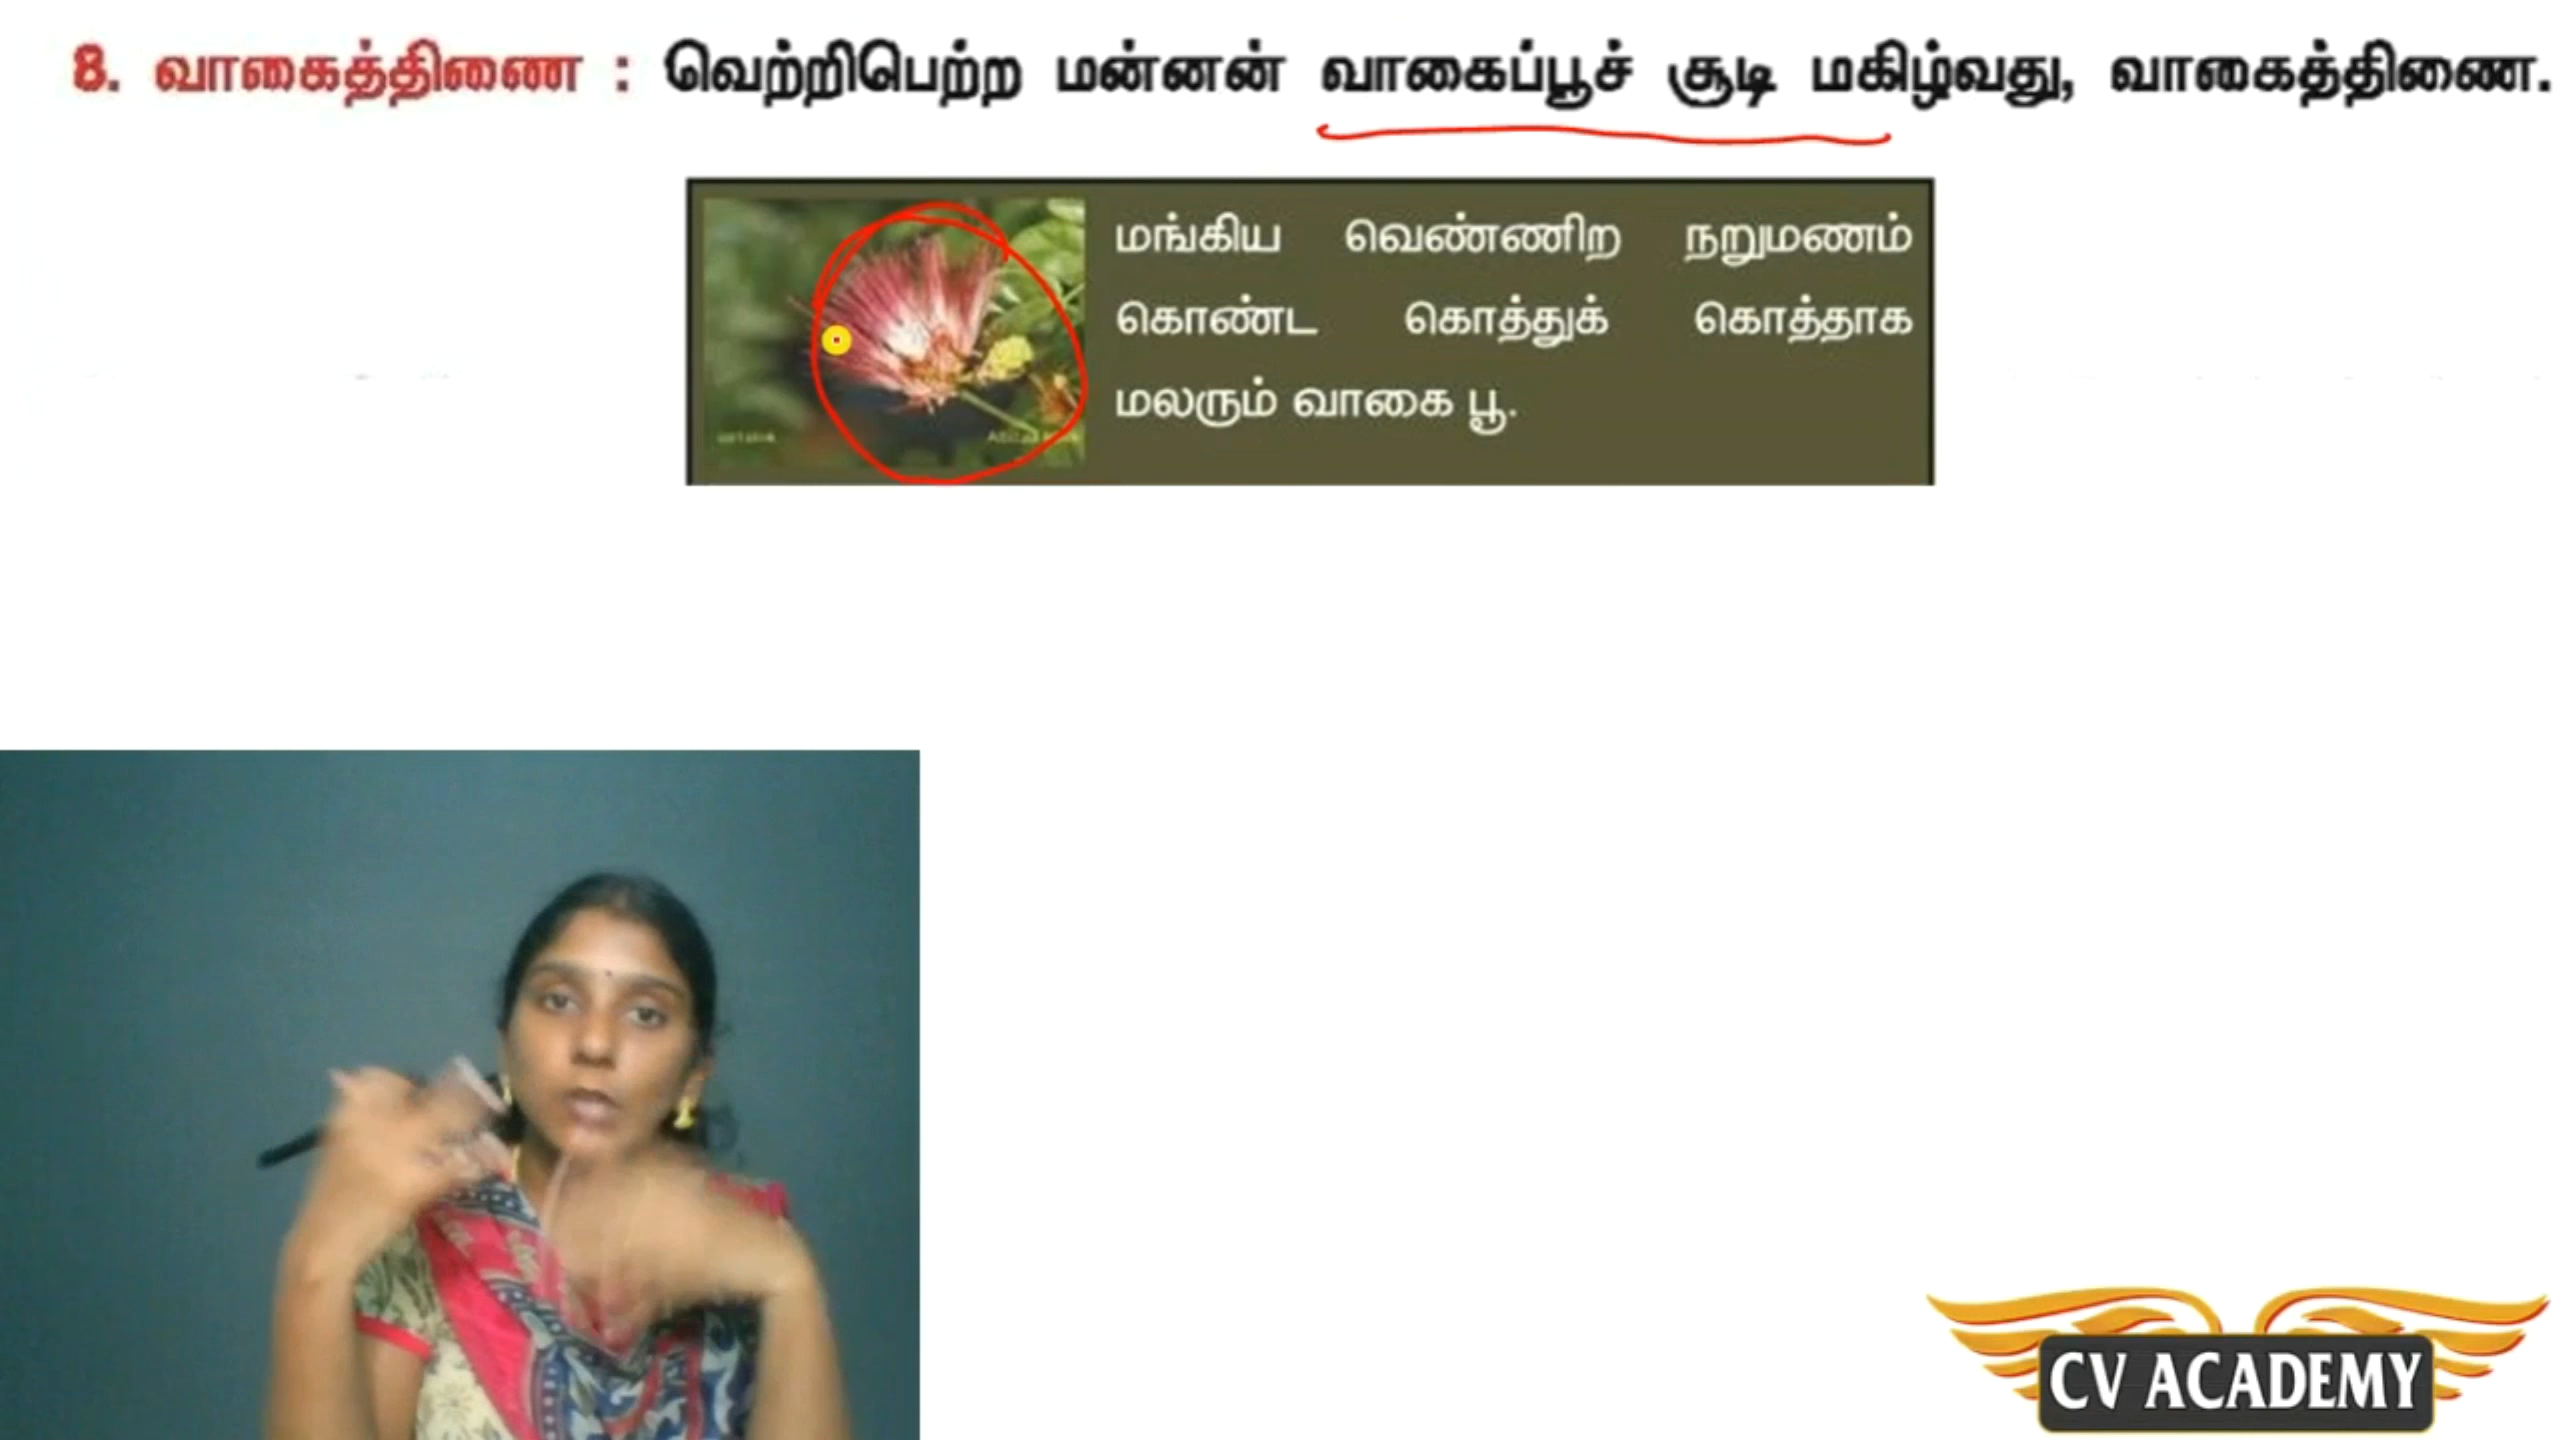 8. வாகைத்திணை : வெற்றிபெற்ற மன்னன் வாகைப்பூச் சூடி மகிழ்வது, வாகைத்திணை.
மங்கிய வெண்ணிற நறுமணம்
கொண்ட கொத்துக் கொத்தாக
மலரும் வாகை பூ.
CV ACADEMY